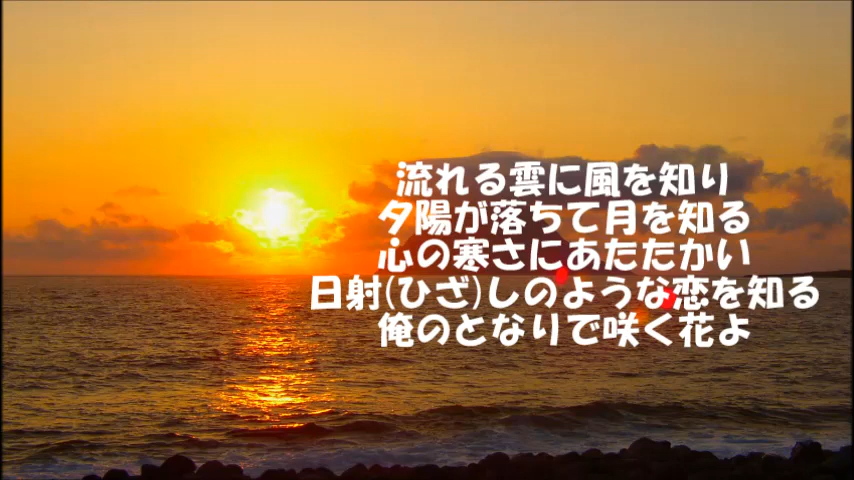 流れる雲に風を知り
夕陽が落ちて月を知る
心の寒さにあたたかい
日射(ひざ)しのような恋を知る
俺のとなりで咲く花よ